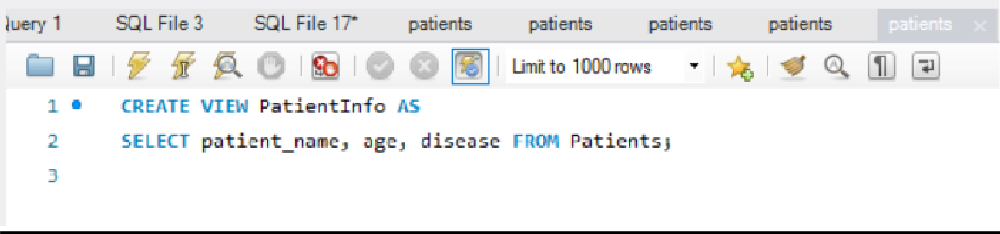 Query 1 SQL File 3 SQL File 17* patients patients patients patients patients
Limit to 1000 rows
1 CREATE VIEW PatientInfo AS
2 SELECT patient_name, age, disease FROM Patients;
3